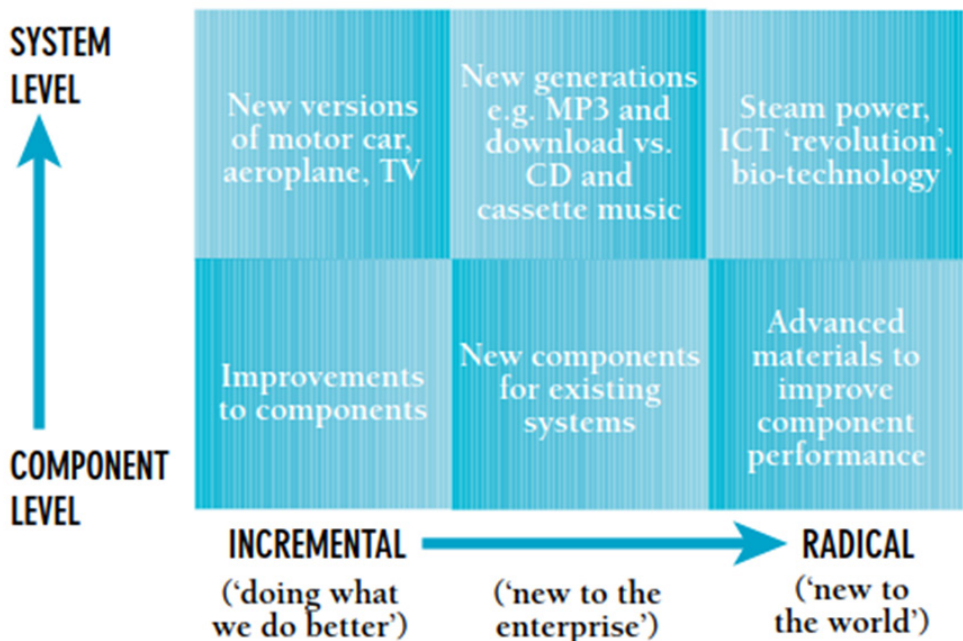 SYSTEM
LEVEL
New versions
of motor car,
aeroplane, TV
New generations
e.g. MP3 and
download vs.
CD and
cassette music
Steam power,
ICT ‘revolution’,
bio-technology
Improvements
to components
New components
for existing
systems
Advanced
materials to
improve
component
performance
COMPONENT
LEVEL
INCREMENTAL
RADICAL
(‘doing what
we do better’)
(‘new to the
enterprise’)
(‘new to
the world’)